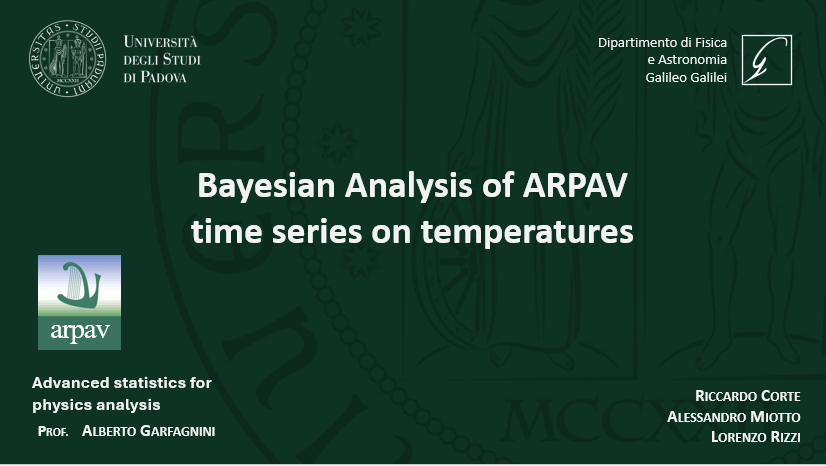 UNIVERSITÀ
DEGLI STUDI
DI PADOVA
Dipartimento di Fisica
e Astronomia
Galileo Galilei
Bayesian Analysis of ARPAV
time series on temperatures
arpav
Advanced statistics for
physics analysis
PROF. ALBERTO GARFAGNINI
RICCARDO CORTE
ALESSANDRO MIOTTO
LORENZO RIZZI